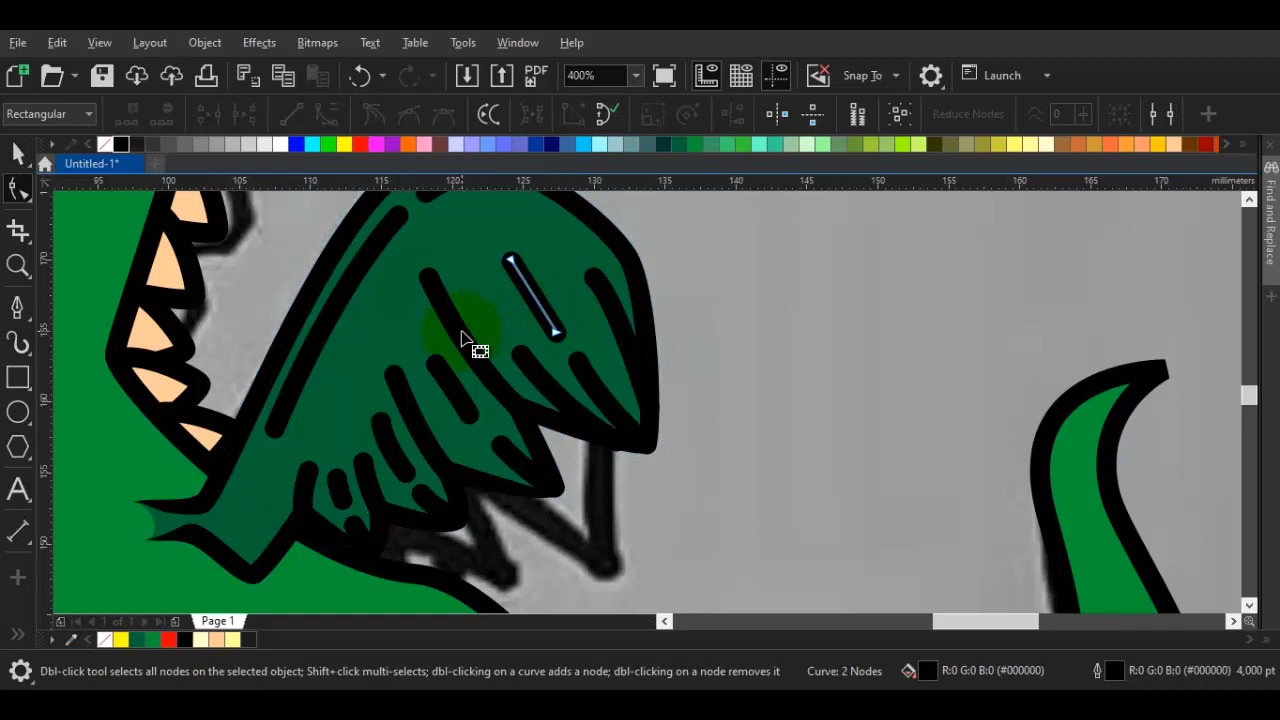 File Edit View Layout Object Effects Bitmaps Text Table Tools Window Help
PDF 400% Snap To Launch
Rectangular Reduce Nodes 0
Untitled-1*
95 100 105 110 115 120 125 130 135 140 145 150 155 160 165 170 millimeters
170
160
Find and Replace
1 of 1 Page 1
Dbl-click tool selects all nodes on the selected object; Shift+click multi-selects; dbl-clicking on a curve adds a node; dbl-clicking on a node removes it Curve: 2 Nodes R:0 G:0 B:0 (#000000) R:0 G:0 B:0 (#000000) 4,000 pt